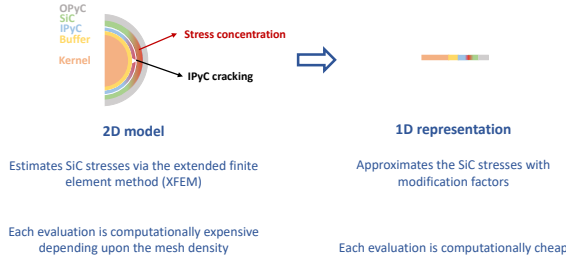 OPyC
SiC
IPyC
Buffer
Kernel
Stress concentration
IPyC cracking
2D model
Estimates SiC stresses via the extended finite
element method (XFEM)
Each evaluation is computationally expensive
depending upon the mesh density
1D representation
Approximates the SiC stresses with
modification factors
Each evaluation is computationally cheap